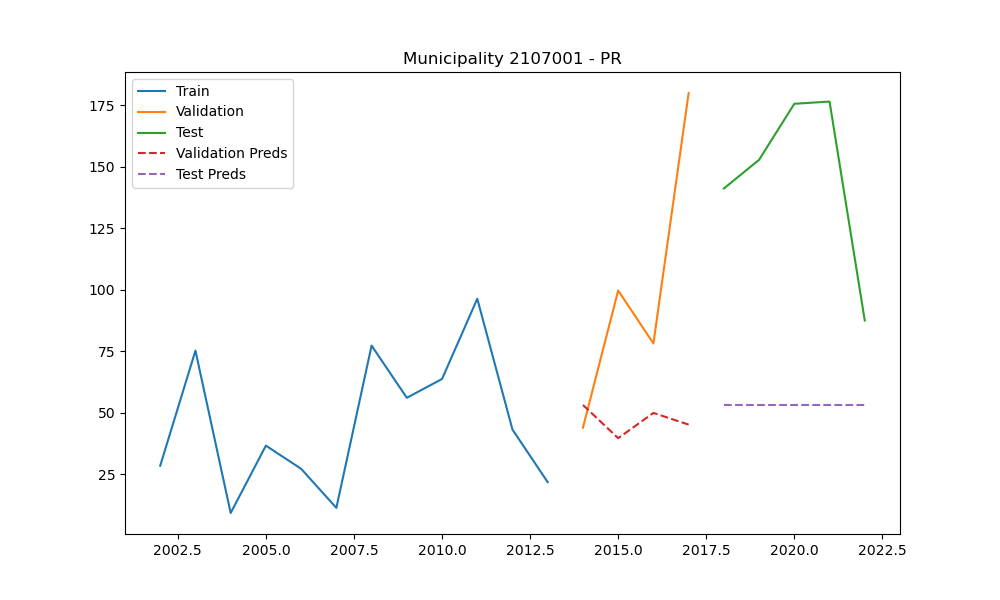 Municipality 2107001 - PR
Train
Validation
Test
Validation Preds
Test Preds
175
150
125
100
75
50
25
2002.5 2005.0 2007.5 2010.0 2012.5 2015.0 2017.5 2020.0 2022.5